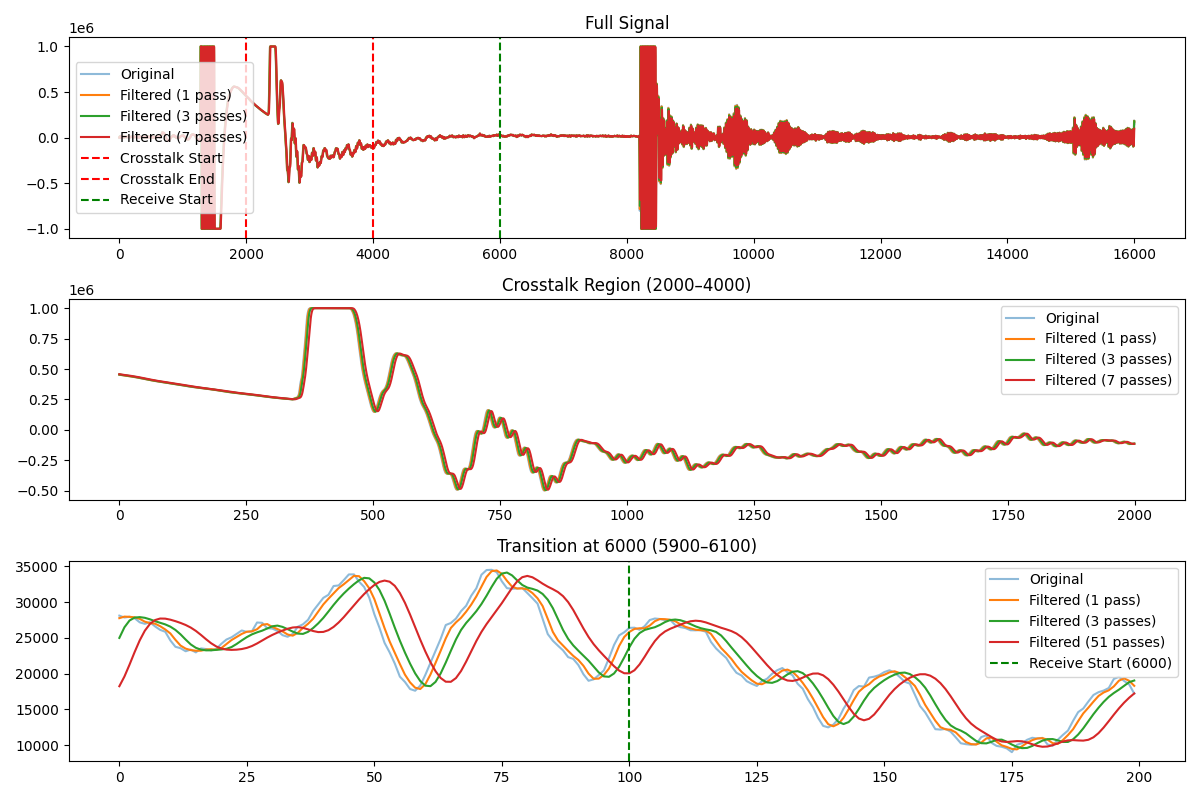 Full Signal
1e6
1.0
0.5
0.0
−0.5
−1.0
Original
Filtered (1 pass)
Filtered (3 passes)
Filtered (7 passes)
Crosstalk Start
Crosstalk End
Receive Start
0 2000 4000 6000 8000 10000 12000 14000 16000
Crosstalk Region (2000–4000)
1e6
1.00
0.75
0.50
0.25
0.00
−0.25
−0.50
Original
Filtered (1 pass)
Filtered (3 passes)
Filtered (7 passes)
0 250 500 750 1000 1250 1500 1750 2000
Transition at 6000 (5900–6100)
35000
30000
25000
20000
15000
10000
Original
Filtered (1 pass)
Filtered (3 passes)
Filtered (51 passes)
Receive Start (6000)
0 25 50 75 100 125 150 175 200